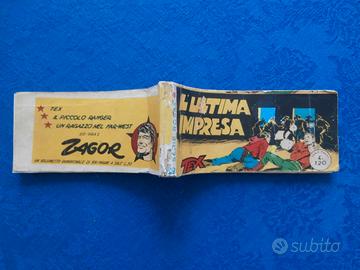 TEX
IL PICCOLO RANGER
UN RAGAZZO NEL FAR-WEST
ZAGOR
L'ULTIMA
IMPRESA
TEX
L. 120
subito